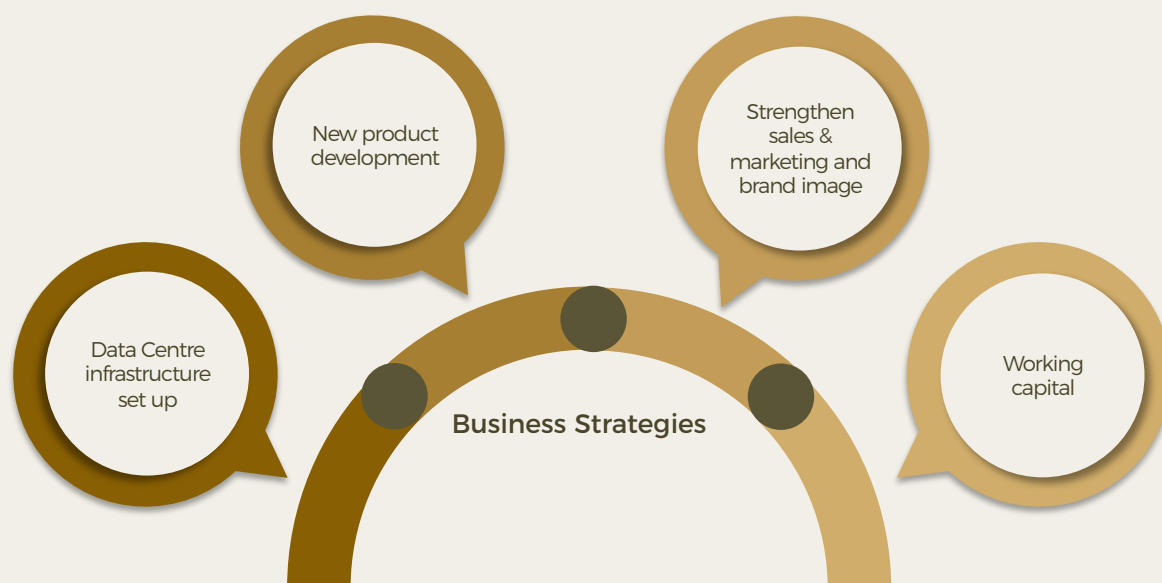 New product
development
Strengthen
sales &
marketing and
brand image
Data Centre
infrastructure
set up
Working
capital
Business Strategies